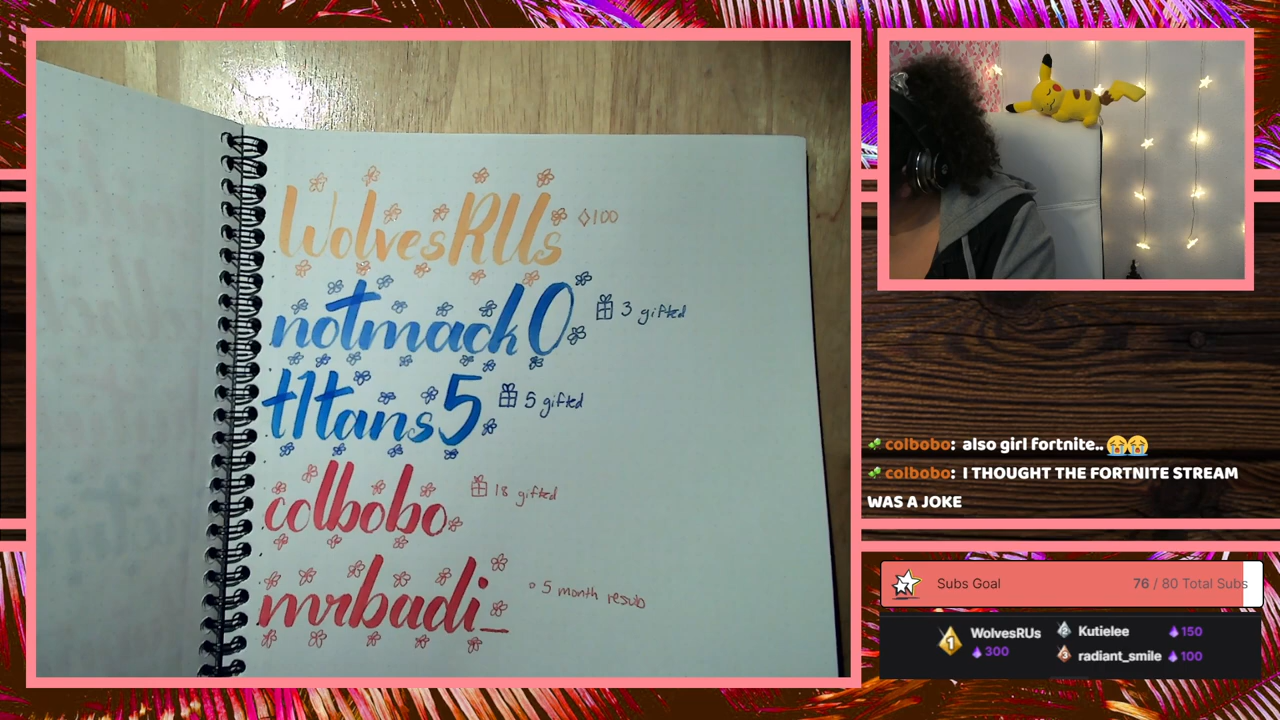 WolvesRUs ♢100
notmack0 3 gifted
t1tans5 5 gifted
colbobo 18 gifted
mrbadi_ ° 5 month resub
colbobo: also girl fortnite.. 😭😭
colbobo: I THOUGHT THE FORTNITE STREAM
WAS A JOKE
Subs Goal 76 / 80 Total Subs
1 WolvesRUs 300
2 Kutielee 150
3 radiant_smile 100